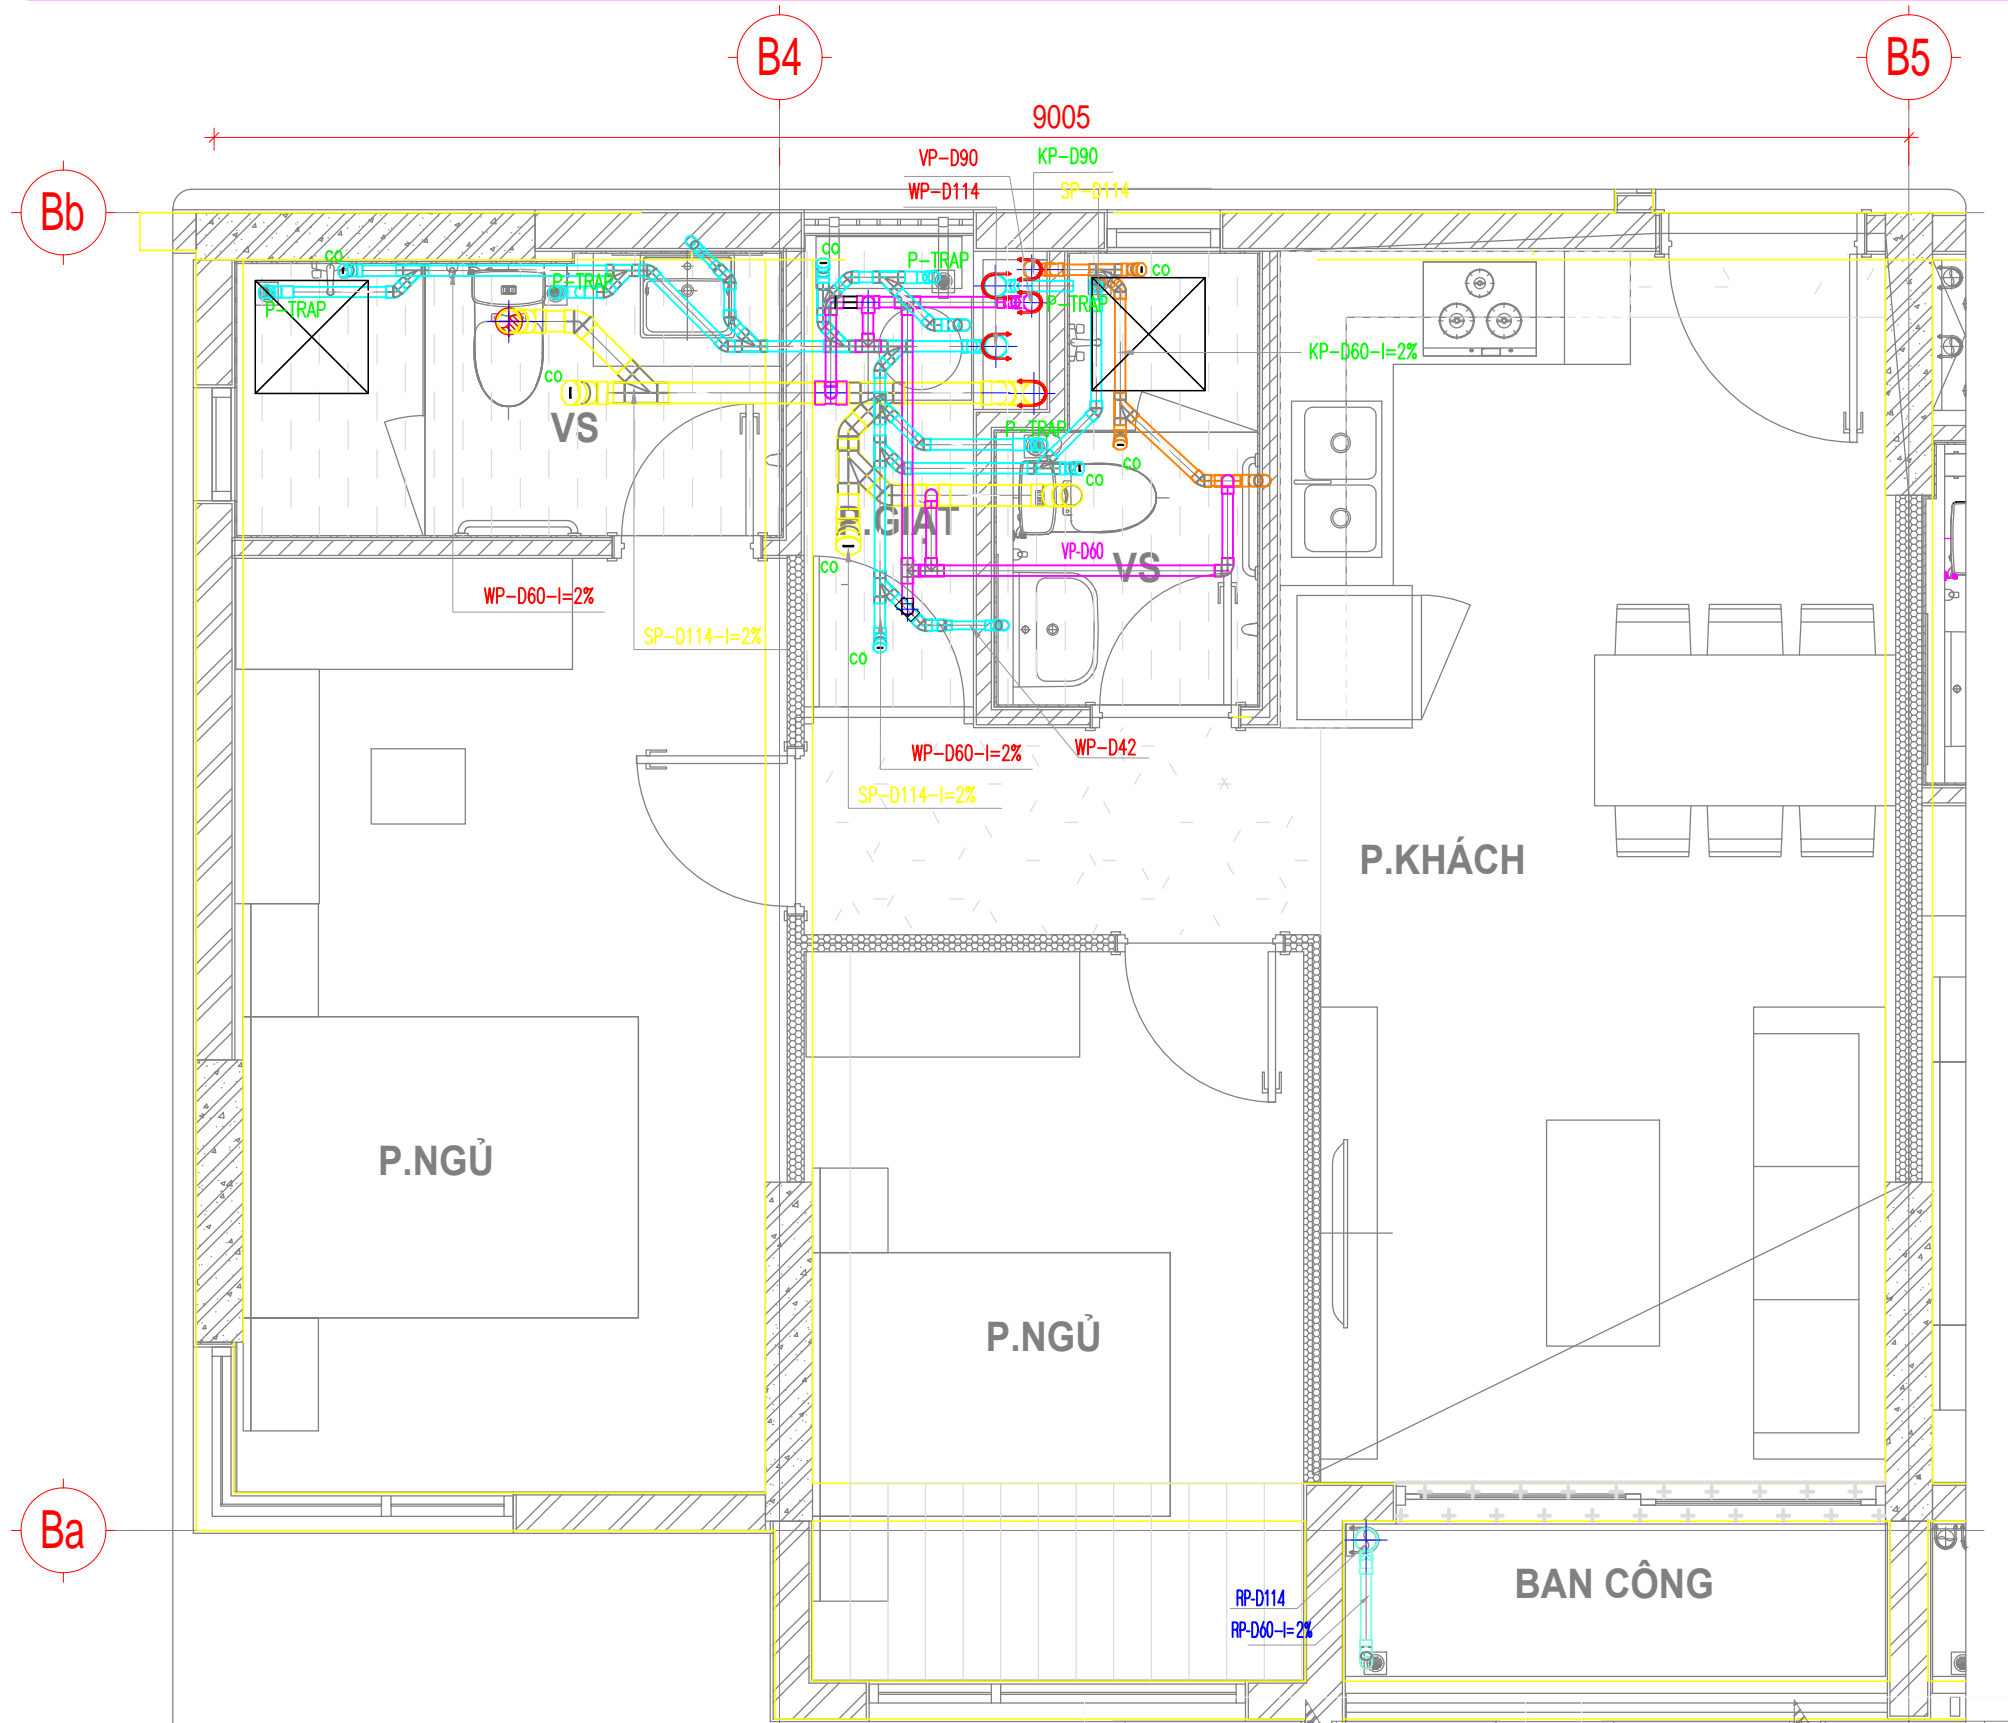 B4
B5
9005
VP-D90
KP-D90
WP-D114
SP-D114
Bb
co
co
P-TRAP
co
P-TRAP
P-TRAP
P-TRAP
KP-D60-I=2%
co
VS
P-TRAP
co
co
VP-D60
VS
co
WP-D60-I=2%
SP-D114-I=2%
co
WP-D60-I=2%
WP-D42
SP-D114-I=2%
P.KHÁCH
P.NGỦ
P.NGỦ
Ba
BAN CÔNG
RP-D114
RP-D60-I=2%